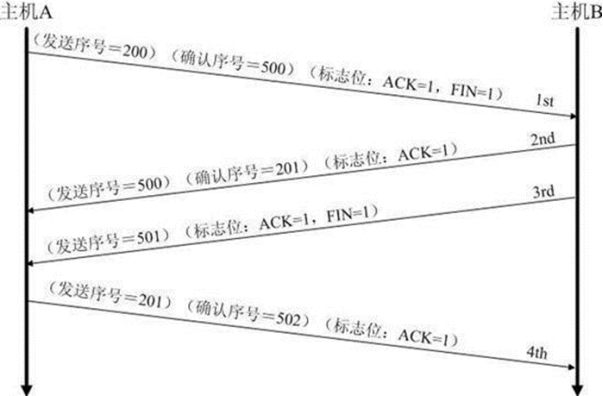 主机A
主机B
（发送序号＝200）（确认序号＝500）（标志位：ACK=1，FIN=1）
1st
2nd
（发送序号＝500）（确认序号＝201）（标志位：ACK=1）
3rd
（发送序号＝501）（标志位：ACK=1，FIN=1）
（发送序号＝201）（确认序号＝502）（标志位：ACK=1）
4th